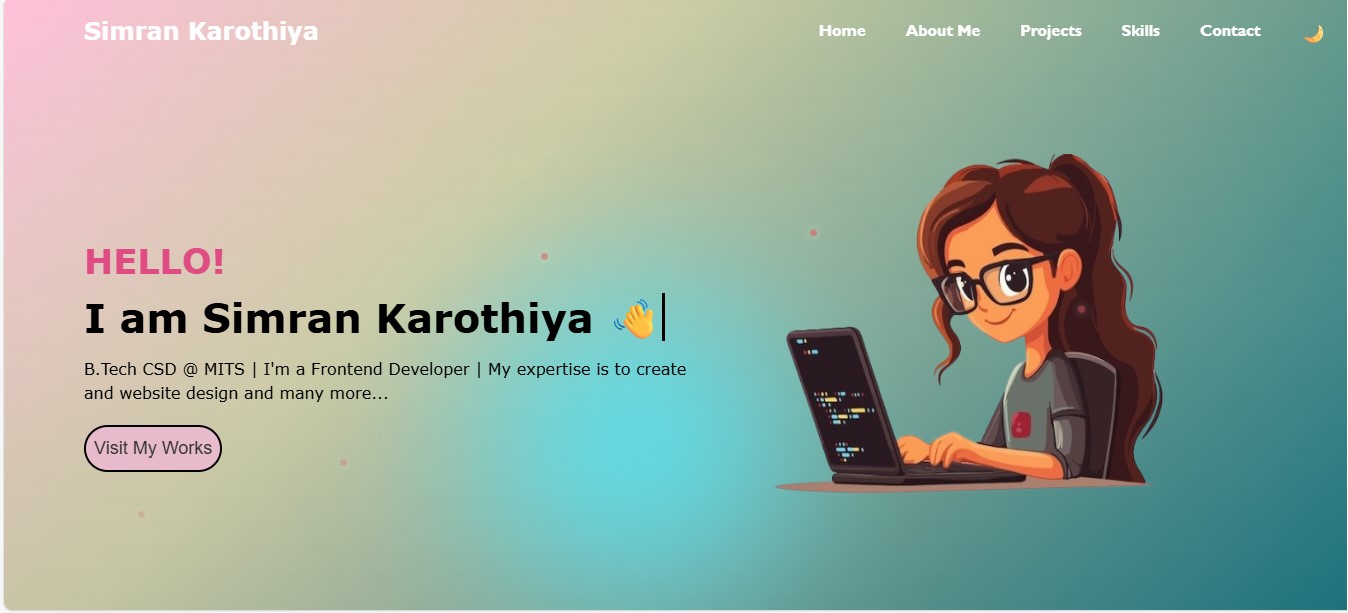 Simran Karothiya
Home About Me Projects Skills Contact
HELLO!
I am Simran Karothiya 👋|
B.Tech CSD @ MITS | I'm a Frontend Developer | My expertise is to create
and website design and many more...
Visit My Works